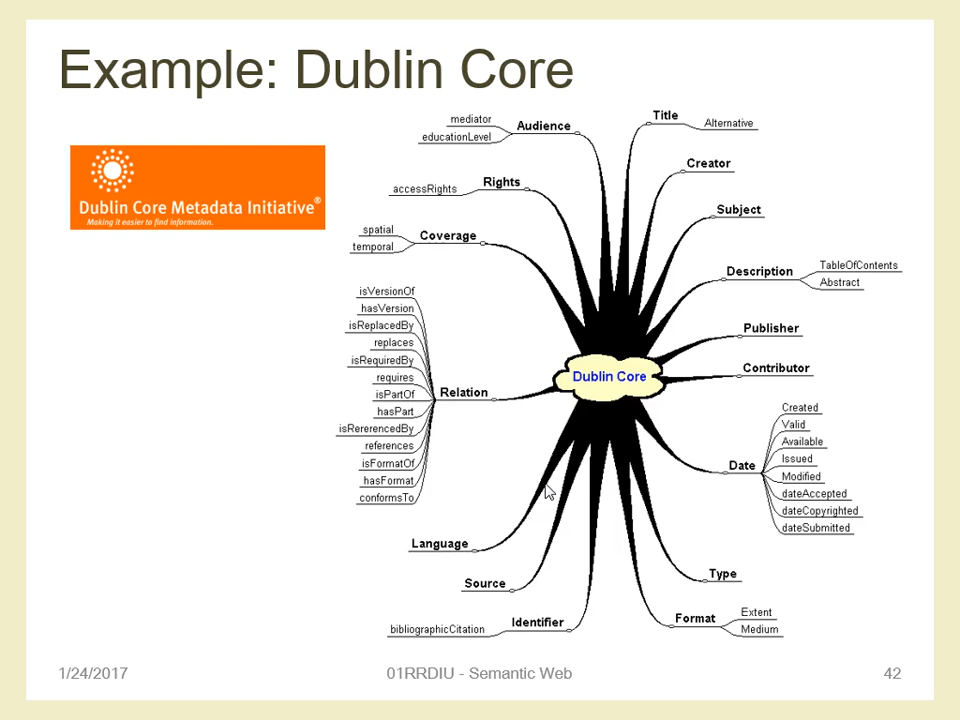 Example: Dublin Core
Dublin Core Metadata Initiative®
Making it easier to find information.
mediator
educationLevel
Audience
accessRights
Rights
spatial
temporal
Coverage
isVersionOf
hasVersion
isReplacedBy
replaces
isRequiredBy
requires
isPartOf
hasPart
isRererencedBy
references
isFormatOf
hasFormat
conformsTo
Relation
Language
Source
bibliographicCitation
Identifier
Dublin Core
Title
Alternative
Creator
Subject
Description
TableOfContents
Abstract
Publisher
Contributor
Date
Created
Valid
Available
Issued
Modified
dateAccepted
dateCopyrighted
dateSubmitted
Type
Format
Extent
Medium
1/24/2017
01RRDIU - Semantic Web
42